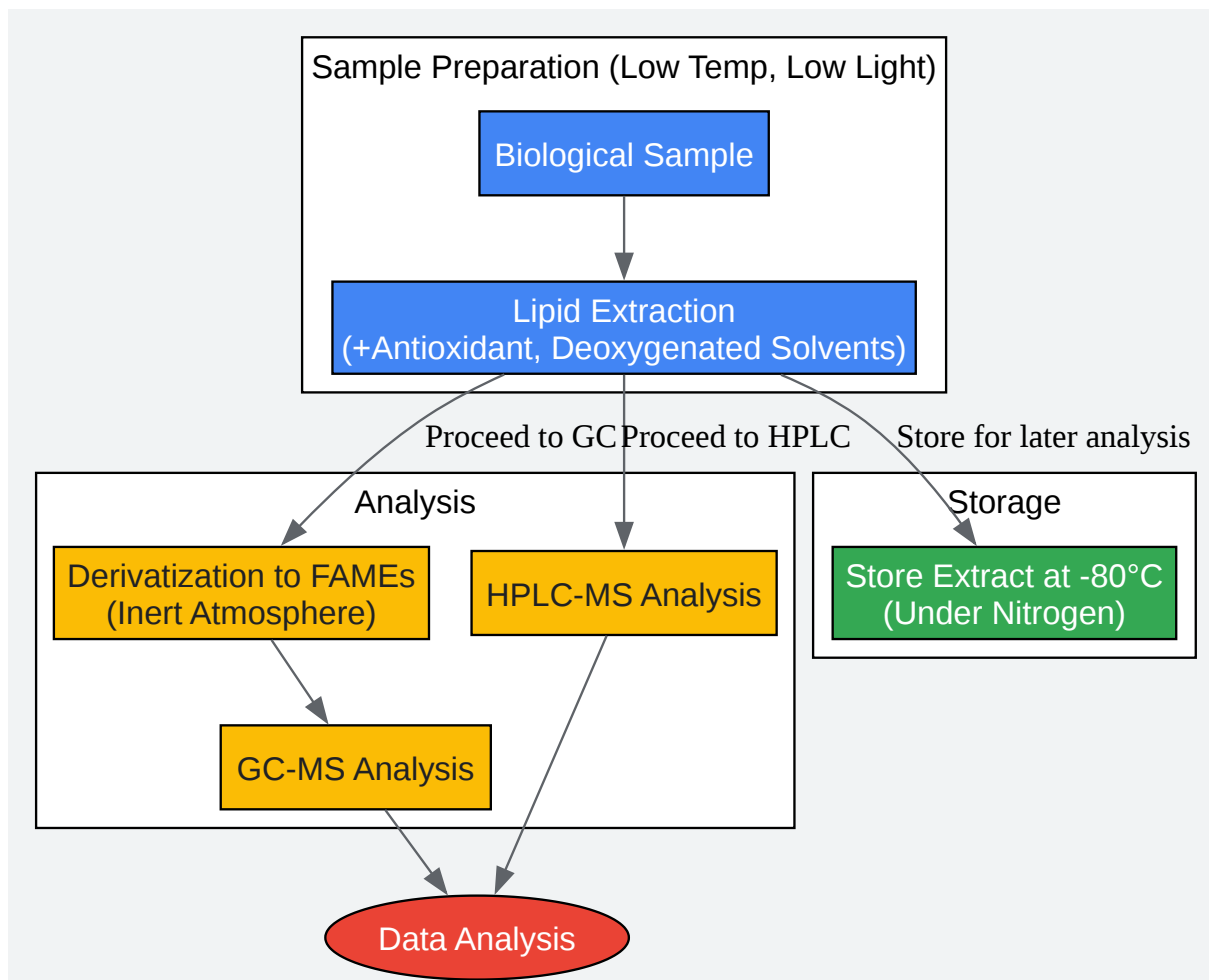 Sample Preparation (Low Temp, Low Light)
Biological Sample
Lipid Extraction
(+Antioxidant, Deoxygenated Solvents)
Proceed to GC
Proceed to HPLC
Store for later analysis
Analysis
Storage
Derivatization to FAMEs
(Inert Atmosphere)
HPLC-MS Analysis
Store Extract at -80°C
(Under Nitrogen)
GC-MS Analysis
Data Analysis